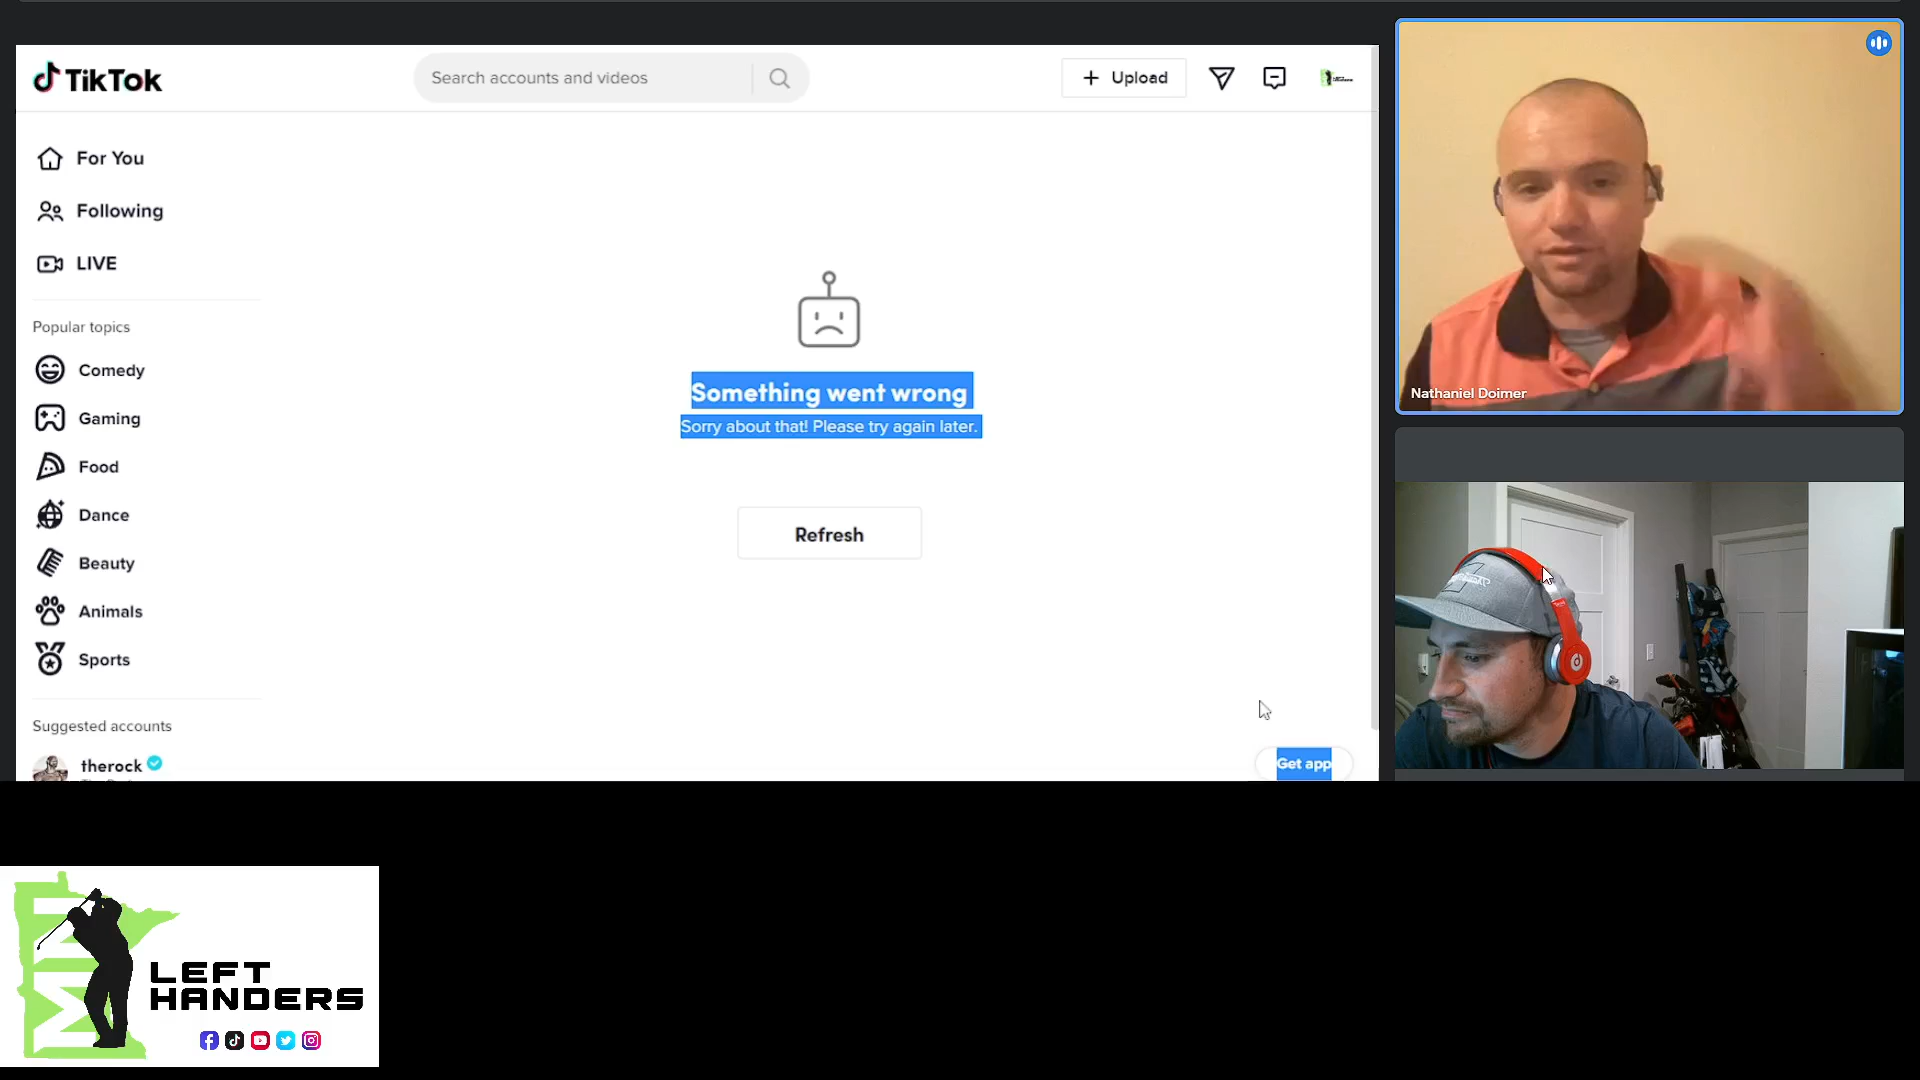 TikTok
Search accounts and videos
Upload
For You
Following
LIVE
Popular topics
Comedy
Gaming
Food
Dance
Beauty
Animals
Sports
Suggested accounts
therock
Something went wrong
Sorry about that! Please try again later.
Refresh
Get app
Nathaniel Doimer
MN
LEFT
HANDERS